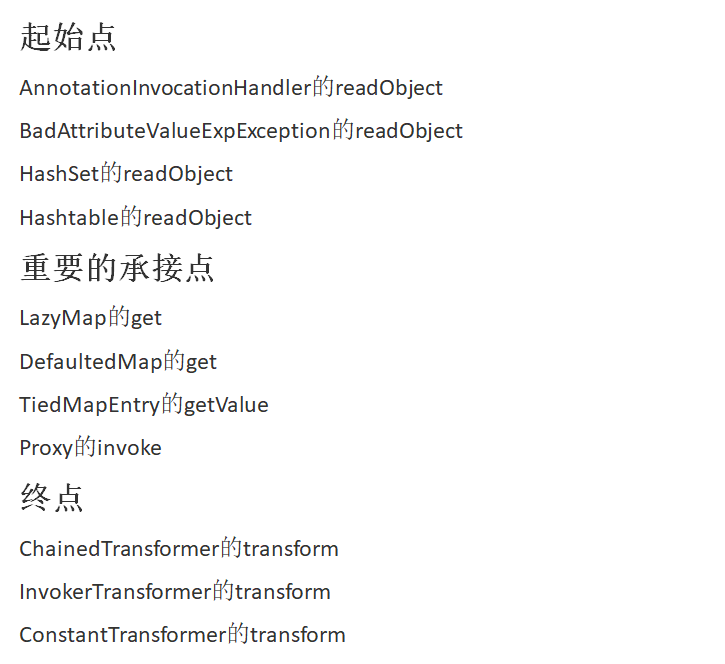 起始点
AnnotationInvocationHandler的readObject
BadAttributeValueExpException的readObject
HashSet的readObject
Hashtable的readObject
重要的承接点
LazyMap的get
DefaultedMap的get
TiedMapEntry的getValue
Proxy的invoke
终点
ChainedTransformer的transform
InvokerTransformer的transform
ConstantTransformer的transform